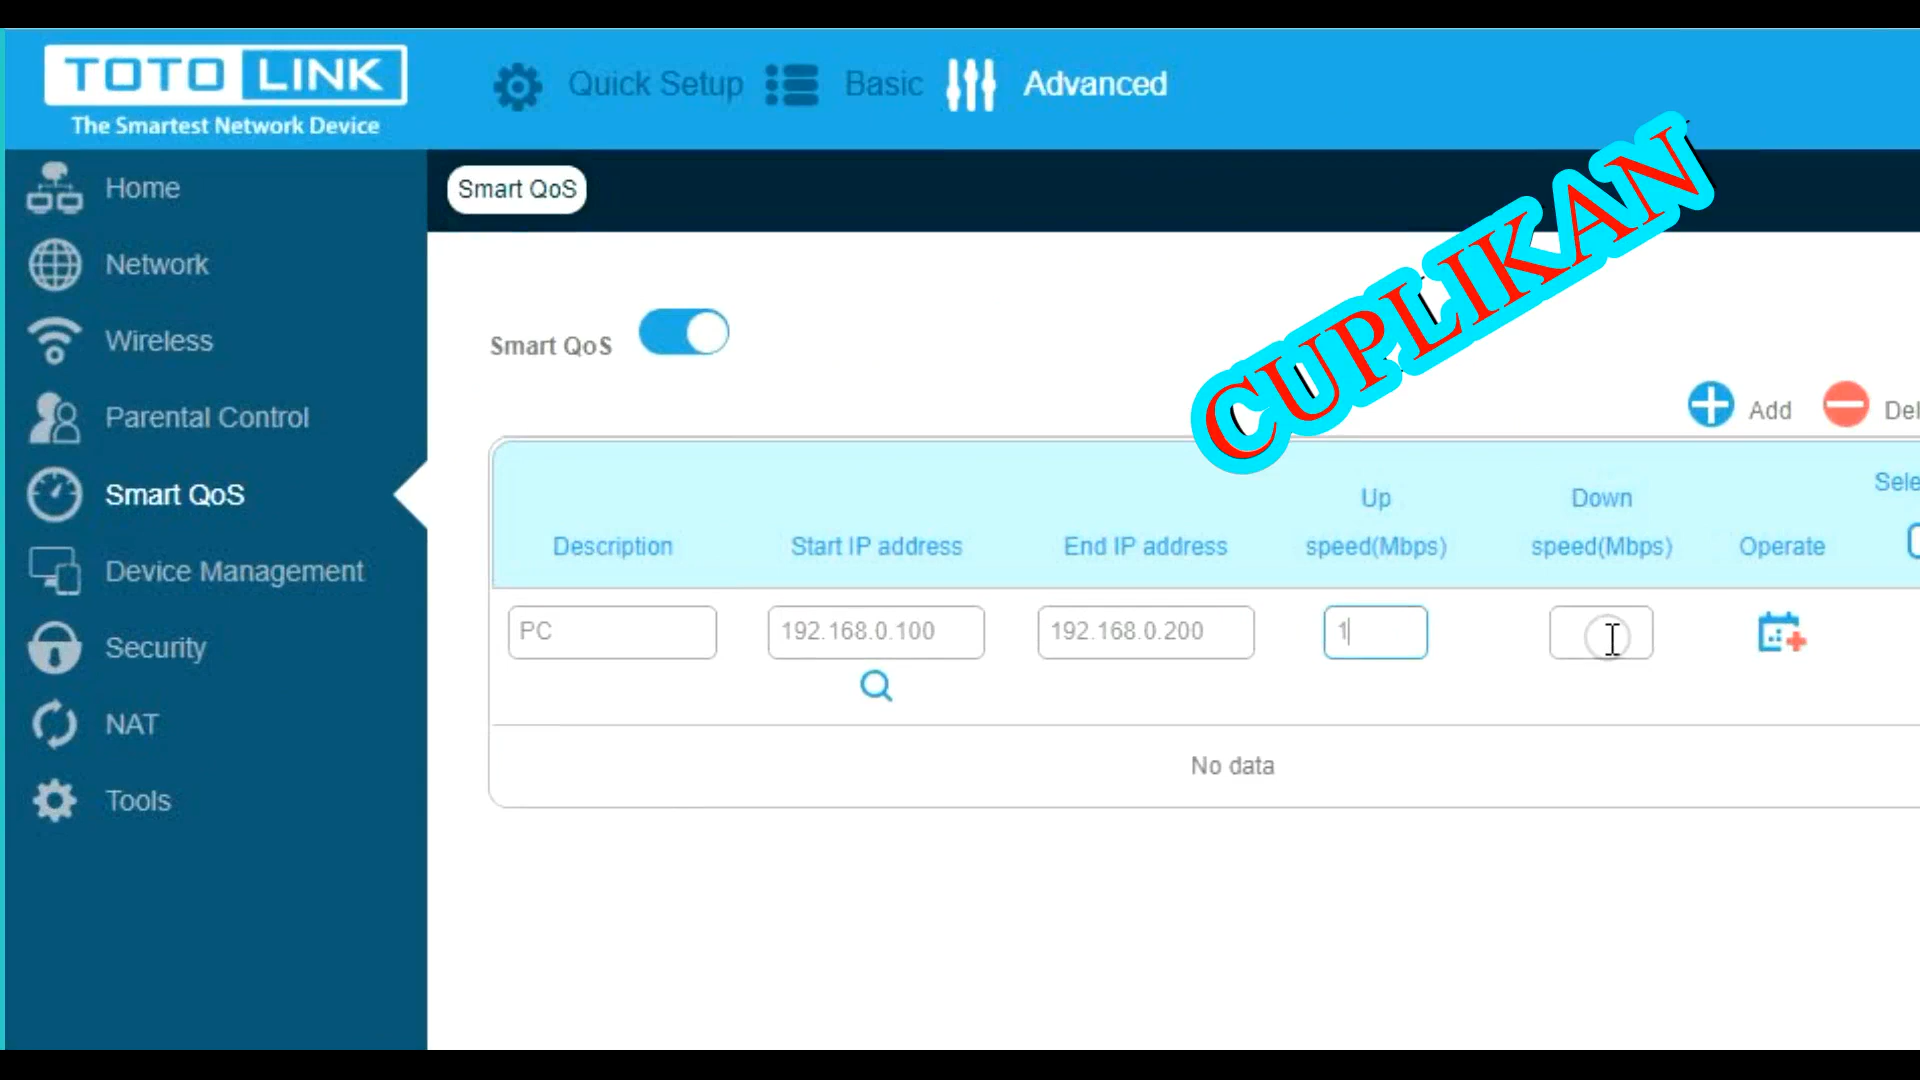 TOTO LINK
The Smartest Network Device
Quick Setup
Basic
Advanced
Home
Network
Wireless
Parental Control
Smart QoS
Device Management
Security
NAT
Tools
Smart QoS
CUPLIKAN
Smart QoS
Add
Del
Description
Start IP address
End IP address
Up
speed(Mbps)
Down
speed(Mbps)
Operate
Sele
PC
192.168.0.100
192.168.0.200
1
No data